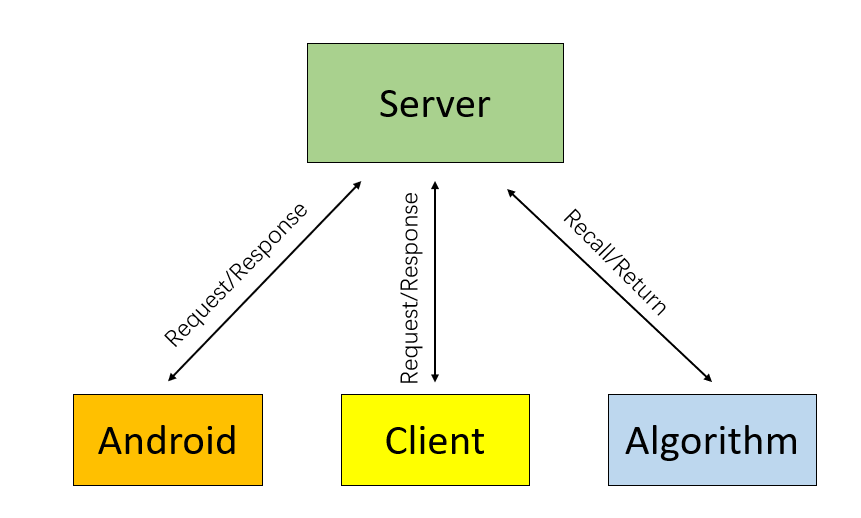 Server
Request/Response
Request/Response
Recall/Return
Android
Client
Algorithm